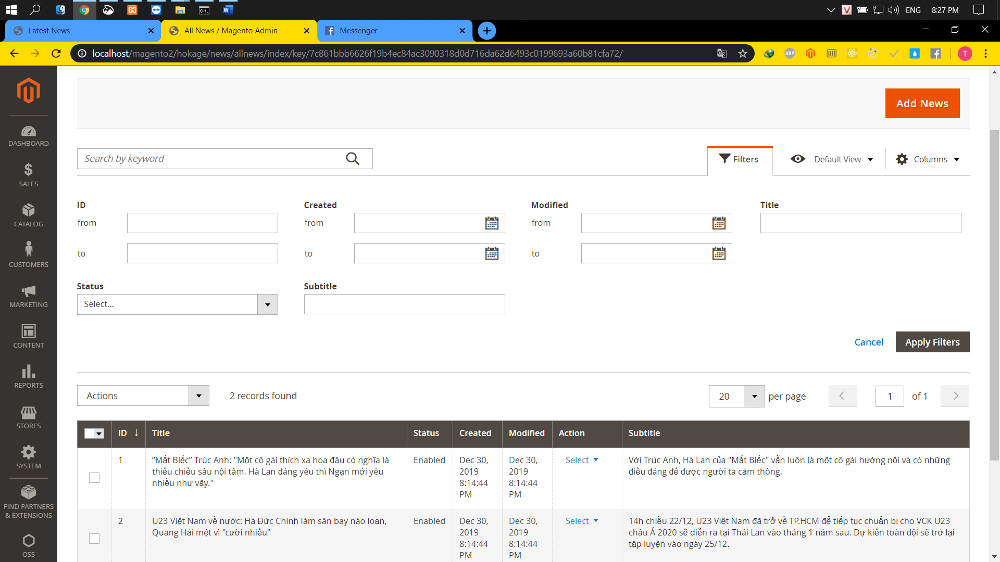 ENG 8:27 PM
Latest News
All News / Magento Admin
Messenger
localhost/magento2/hokage/news/allnews/index/key/7c861bbb6626f19b4ec84ac3090318d0d716da62d6493c0199693a60b81cfa72/
ABP
T
DASHBOARD
SALES
CATALOG
CUSTOMERS
MARKETING
CONTENT
REPORTS
STORES
SYSTEM
FIND PARTNERS
& EXTENSIONS
OSS
Add News
Search by keyword
Filters
Default View
Columns
ID
from
to
Created
from
to
Modified
from
to
Title
Status
Select...
Subtitle
Cancel
Apply Filters
Actions
2 records found
20 per page
1 of 1
ID Title Status Created Modified Action Subtitle
1
“Mắt Biếc” Trúc Anh: "Một cô gái thích xa hoa đâu có nghĩa là
thiếu chiều sâu nội tâm. Hà Lan đáng yêu thì Ngạn mới yêu
nhiều như vậy."
Enabled
Dec 30,
2019
8:14:44
PM
Dec 30,
2019
8:14:44
PM
Select
Với Trúc Anh, Hà Lan của "Mắt Biếc" vẫn luôn là một cô gái hướng nội và có những
điều đáng để được người ta cảm thông.
2
U23 Việt Nam về nước: Hà Đức Chinh làm sân bay náo loạn,
Quang Hải mệt vì "cười nhiều"
Enabled
Dec 30,
2019
8:14:44
PM
Dec 30,
2019
8:14:44
PM
Select
14h chiều 22/12, U23 Việt Nam đã trở về TP.HCM để tiếp tục chuẩn bị cho VCK U23
châu Á 2020 sẽ diễn ra tại Thái Lan vào tháng 1 năm sau. Dự kiến toàn đội sẽ trở lại
tập luyện vào ngày 25/12.